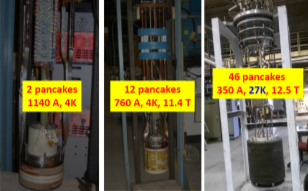 2 pancakes
1140 A, 4K
12 pancakes
760 A, 4K, 11.4 T
46 pancakes
350 A, 27K, 12.5 T